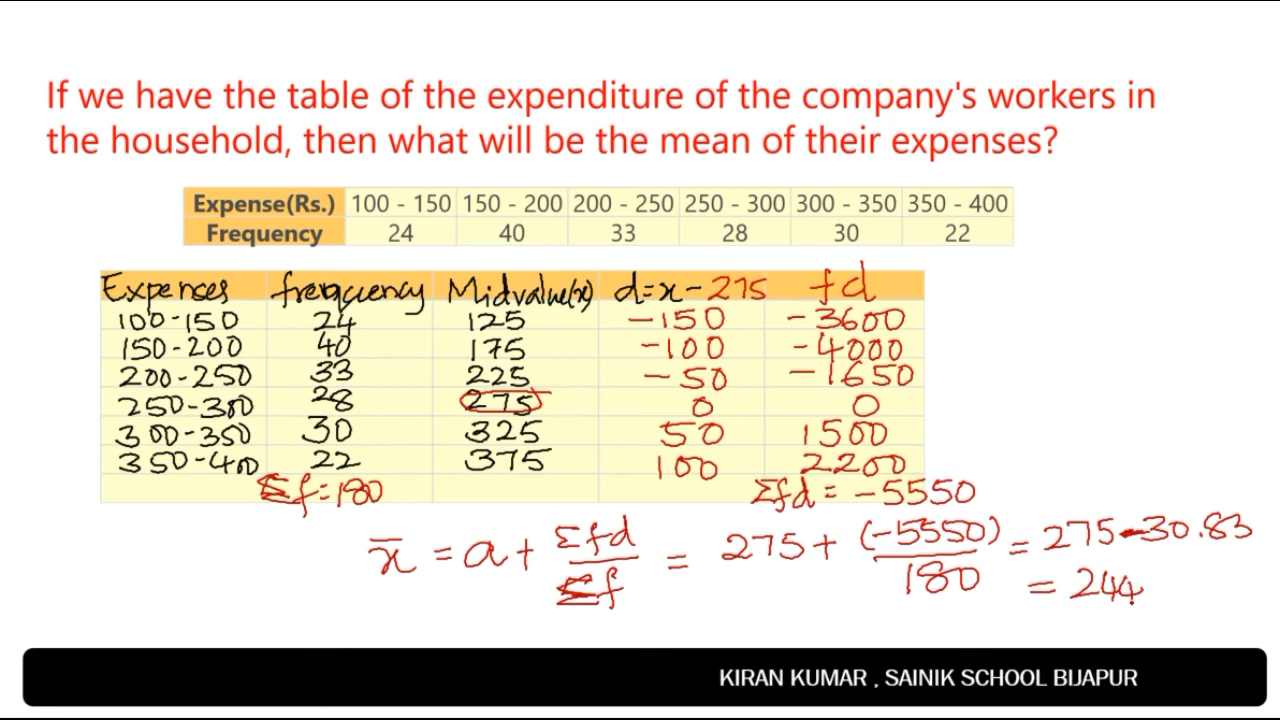 If we have the table of the expenditure of the company's workers in
the household, then what will be the mean of their expenses?
Expense(Rs.) 100 - 150 150 - 200 200 - 250 250 - 300 300 - 350 350 - 400
Frequency 24 40 33 28 30 22
Expenses frequency Midvalue(x) d=x-275 fd
100-150 24 125 -150 -3600
150-200 40 175 -100 -4000
200-250 33 225 -50 -1650
250-300 28 275 0 0
300-350 30 325 50 1500
350-400 22 375 100 2200
Σf=180 Σfd = -5550
x̄ = a + Σfd/Σf = 275 + (-5550)/180 = 275-30.83
= 244.
KIRAN KUMAR , SAINIK SCHOOL BIJAPUR